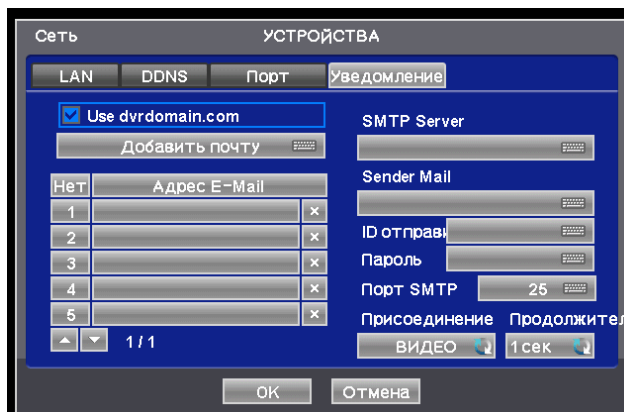 Сеть УСТРОЙСТВА
LAN DDNS Порт Уведомление
Use dvrdomain.com
Добавить почту
Нет Адрес E-Mail
1 ×
2 ×
3 ×
4 ×
5 ×
1/1
SMTP Server
Sender Mail
ID отправи
Пароль
Порт SMTP 25
Присоединение Продолжител
ВИДЕО 1сек
OK Отмена